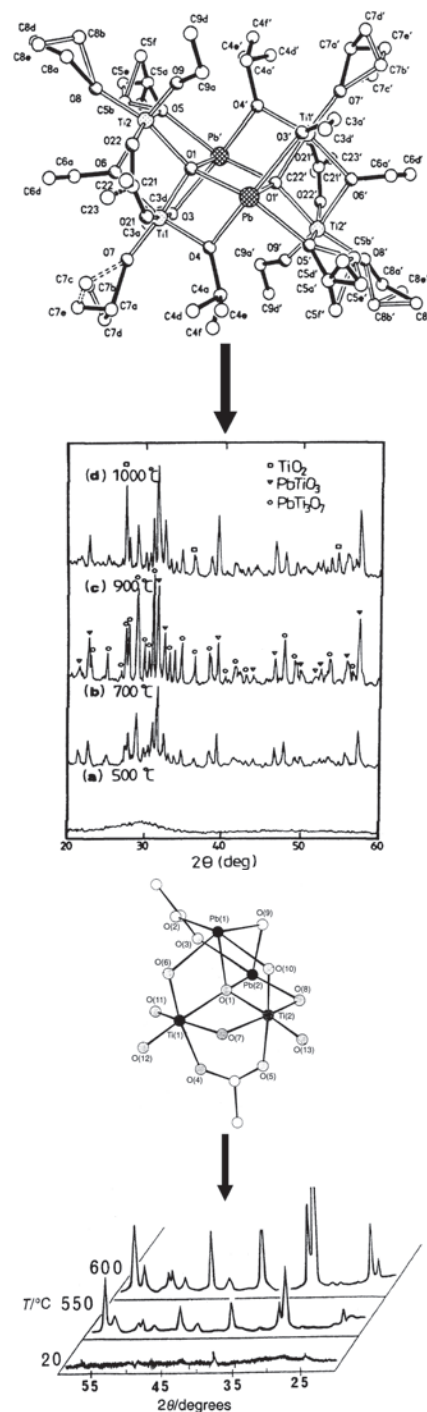 C9d
C4f'
C7d'
C8d
C8b
C5f
C4e'
C4d'
C7a'
C7e'
C8e
C8a
C5e
C5a
O9
C4a'
C7b'
O8
C9a
O7'
C7c'
C5b
Ti2
O5
O4'
Ti1'
C3a'
Pb'
O3'
C3d'
O22
O21'
C23'
C6a
O6
O1
C22'
C6a'
C6d'
C6d
C22
C21
O1'
C21'
O6'
C23
C3d
O22'
O21
C3a
O3
Pb
Ti2'
Ti1
O9'
O5'
C5b'
O7
O4
C9a'
O8'
C7c
C7b
C5d'
C8a'
C4a
C5a'
C5e'
C8e'
C7e
C7a
C4d
C4e
C9d'
C5f'
C8b'
C7d
C4f
C8
(d) 1000 °C
TiO2
PbTiO3
PbTi3O7
(c) 900 °C
(b) 700 °C
(a) 500 °C
20 30 40 50 60
2Θ (deg)
Pb(1)
O(9)
O(2)
O(3)
O(6)
Pb(2)
O(10)
O(11)
O(1)
O(8)
Ti(1)
O(7)
Ti(2)
O(12)
O(13)
O(4)
O(5)
600
T/°C 550
20
55 45 35 25
2θ/degrees